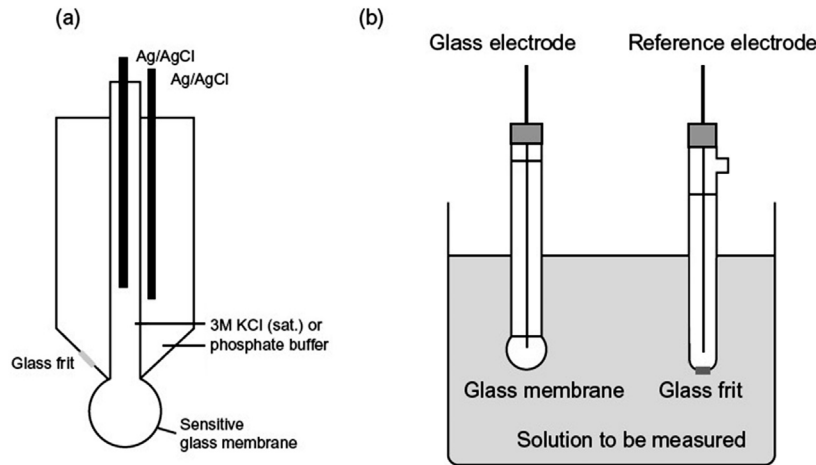 (a)
Ag/AgCl
Ag/AgCl
3M KCl (sat.) or
phosphate buffer
Glass frit
Sensitive
glass membrane
(b)
Glass electrode
Reference electrode
Glass membrane
Glass frit
Solution to be measured